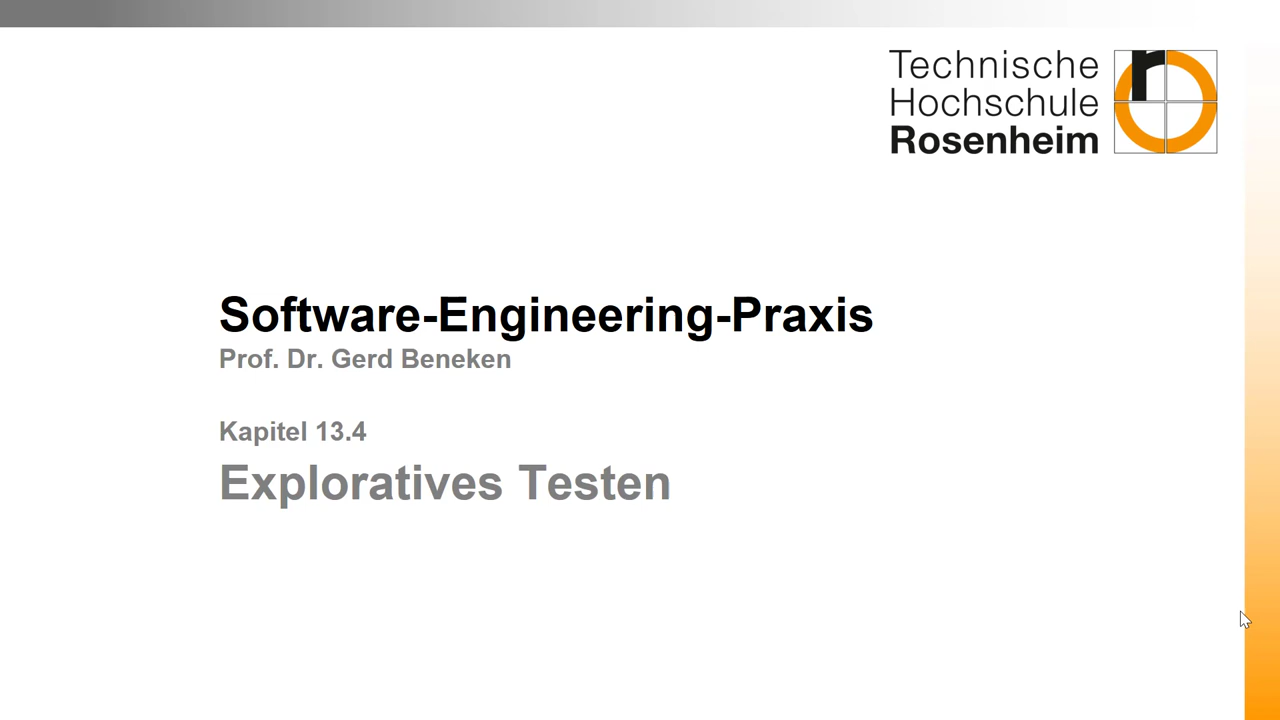 Technische
Hochschule
Rosenheim
Software-Engineering-Praxis
Prof. Dr. Gerd Beneken
Kapitel 13.4
Exploratives Testen